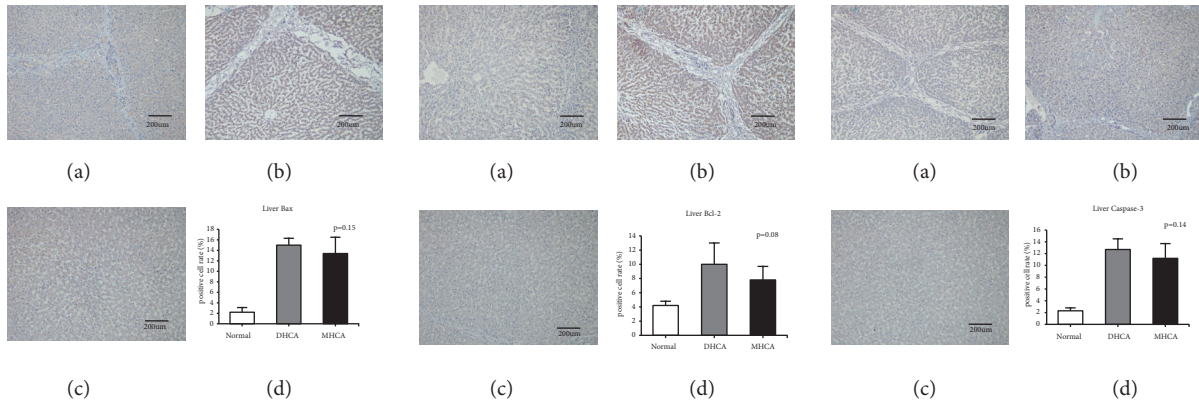 200um
200um
200um
200um
200um
200um
(a)
(b)
(a)
(b)
(a)
(b)
200um
Liver Bax
p=0.15
positive cell rate (%)
18
16
14
12
10
8
6
4
2
0
Normal DHCA MHCA
200um
Liver Bcl-2
p=0.08
positive cell rate (%)
14
12
10
8
6
4
2
0
Normal DHCA MHCA
200um
Liver Caspase-3
p=0.14
positive cell rate (%)
16
14
12
10
8
6
4
2
0
Normal DHCA MHCA
(c)
(d)
(c)
(d)
(c)
(d)